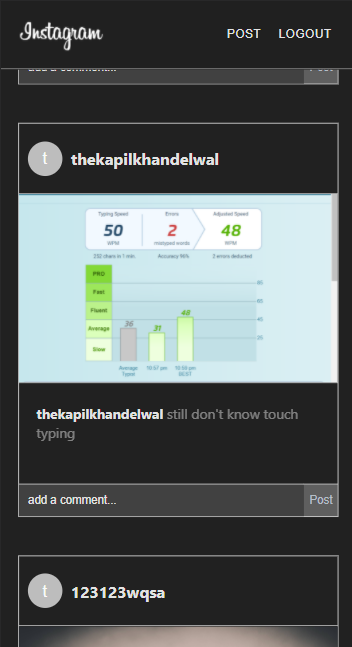 Instagram
POST LOGOUT
add a comment... Post
t thekapilkhandelwal
Typing Speed Errors Adjusted Speed
50 2 48
WPM mistyped words WPM
252 chars in 1 min. Accuracy 96% 2 errors deducted
PRO
Fast
Fluent
Average
Slow
80
60
40
20
36
31
48
Average
Typist
10:57 pm
10:59 pm
thekapilkhandelwal still don't know touch
typing
add a comment... Post
t 123123wqsa